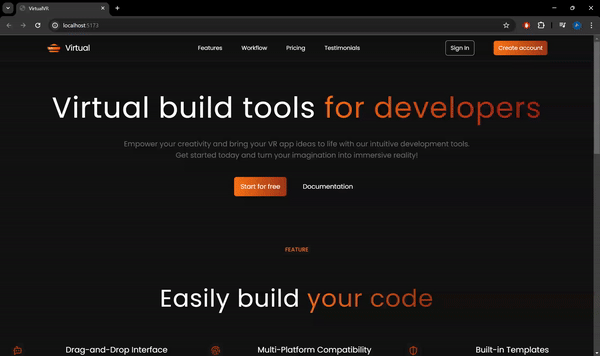 VirtualVR
localhost:5173
Virtual
Features
Workflow
Pricing
Testimonials
Sign In
Create account
Virtual build tools for developers
Empower your creativity and bring your VR app ideas to life with our intuitive development tools.
Get started today and turn your imagination into immersive reality!
Start for free
Documentation
FEATURE
Easily build your code
Drag-and-Drop Interface
Multi-Platform Compatibility
Built-in Templates